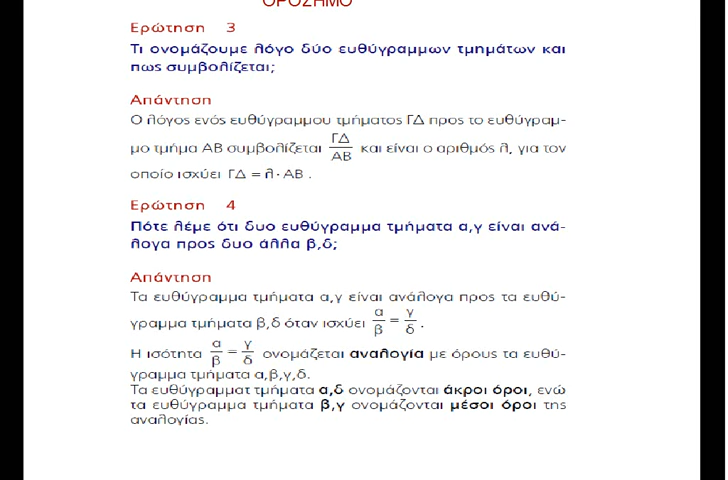 ΟΡΟΣΗΜΟ
Ερώτηση 3
Τι ονομάζουμε λόγο δύο ευθύγραμμων τμημάτων και
πως συμβολίζεται;
Απάντηση
Ο λόγος ενός ευθύγραμμου τμήματος ΓΔ προς το ευθύγραμ-
μο τμήμα ΑΒ συμβολίζεται ΓΔ/ΑΒ και είναι ο αριθμός λ, για τον
οποίο ισχύει ΓΔ = λ· ΑΒ .
Ερώτηση 4
Πότε λέμε ότι δυο ευθύγραμμα τμήματα α,γ είναι ανά-
λογα προς δυο άλλα β,δ;
Απάντηση
Τα ευθύγραμμα τμήματα α,γ είναι ανάλογα προς τα ευθύ-
γραμμα τμήματα β,δ όταν ισχύει α/β = γ/δ .
Η ισότητα α/β = γ/δ ονομάζεται αναλογία με όρους τα ευθύ-
γραμμα τμήματα α,β,γ,δ.
Τα ευθύγραμματ τμήματα α,δ ονομάζονται άκροι όροι, ενώ
τα ευθύγραμμα τμήματα β,γ ονομάζονται μέσοι όροι της
αναλογίας.